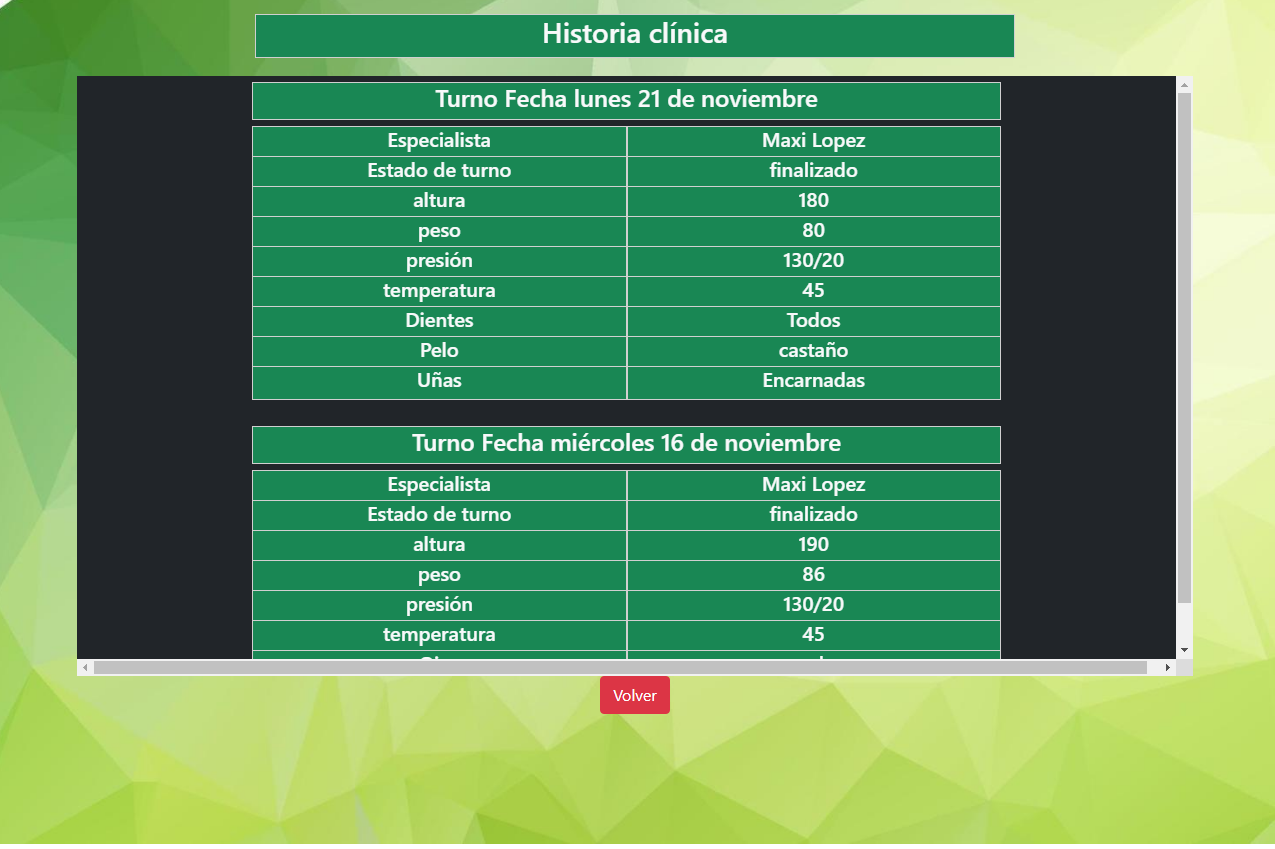 Historia clínica
Turno Fecha lunes 21 de noviembre
Especialista Maxi Lopez
Estado de turno finalizado
altura 180
peso 80
presión 130/20
temperatura 45
Dientes Todos
Pelo castaño
Uñas Encarnadas
Turno Fecha miércoles 16 de noviembre
Especialista Maxi Lopez
Estado de turno finalizado
altura 190
peso 86
presión 130/20
temperatura 45
Volver